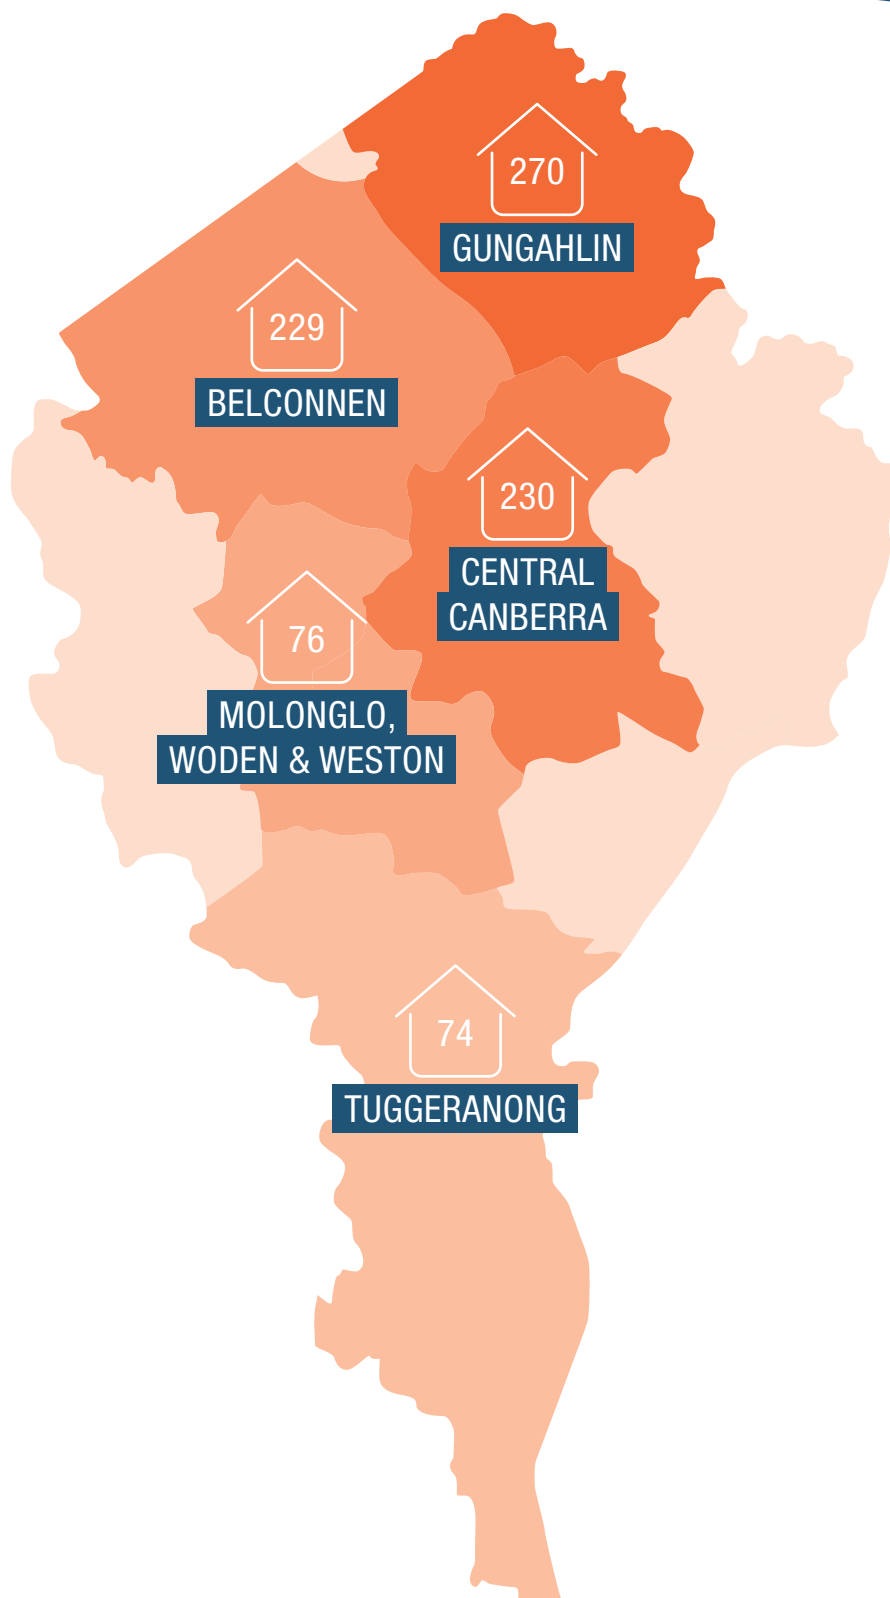 270
GUNGAHLIN
229
BELCONNEN
230
CENTRAL
CANBERRA
76
MOLONGLO,
WODEN & WESTON
74
TUGGERANONG